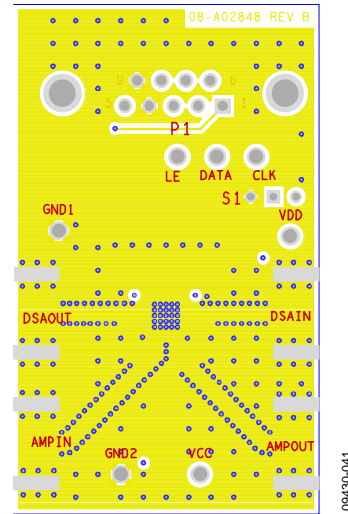 08-A02848 REV B
9 6
5 1
P1
LE DATA CLK
S1
VDD
GND1
DSAOUT DSAIN
AMPIN AMPOUT
GND2 VCC
09430-041